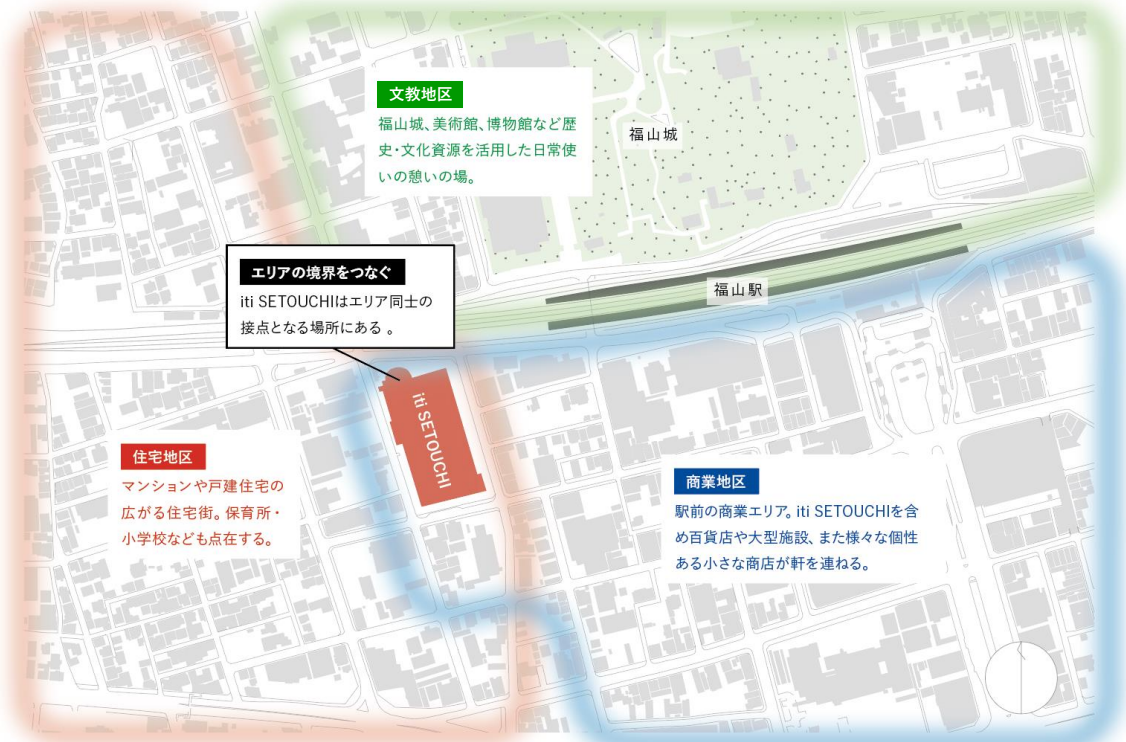 文教地区
福山城、美術館、博物館など歴
史・文化資源を活用した日常使
いの憩いの場。
福山城
エリアの境界をつなぐ
iti SETOUCHIはエリア同士の
接点となる場所にある 。
福山駅
iti SETOUCHI
住宅地区
マンションや戸建住宅の
広がる住宅街。保育所・
小学校なども点在する。
商業地区
駅前の商業エリア。iti SETOUCHIを含
め百貨店や大型施設、また様々な個性
ある小さな商店が軒を連ねる。